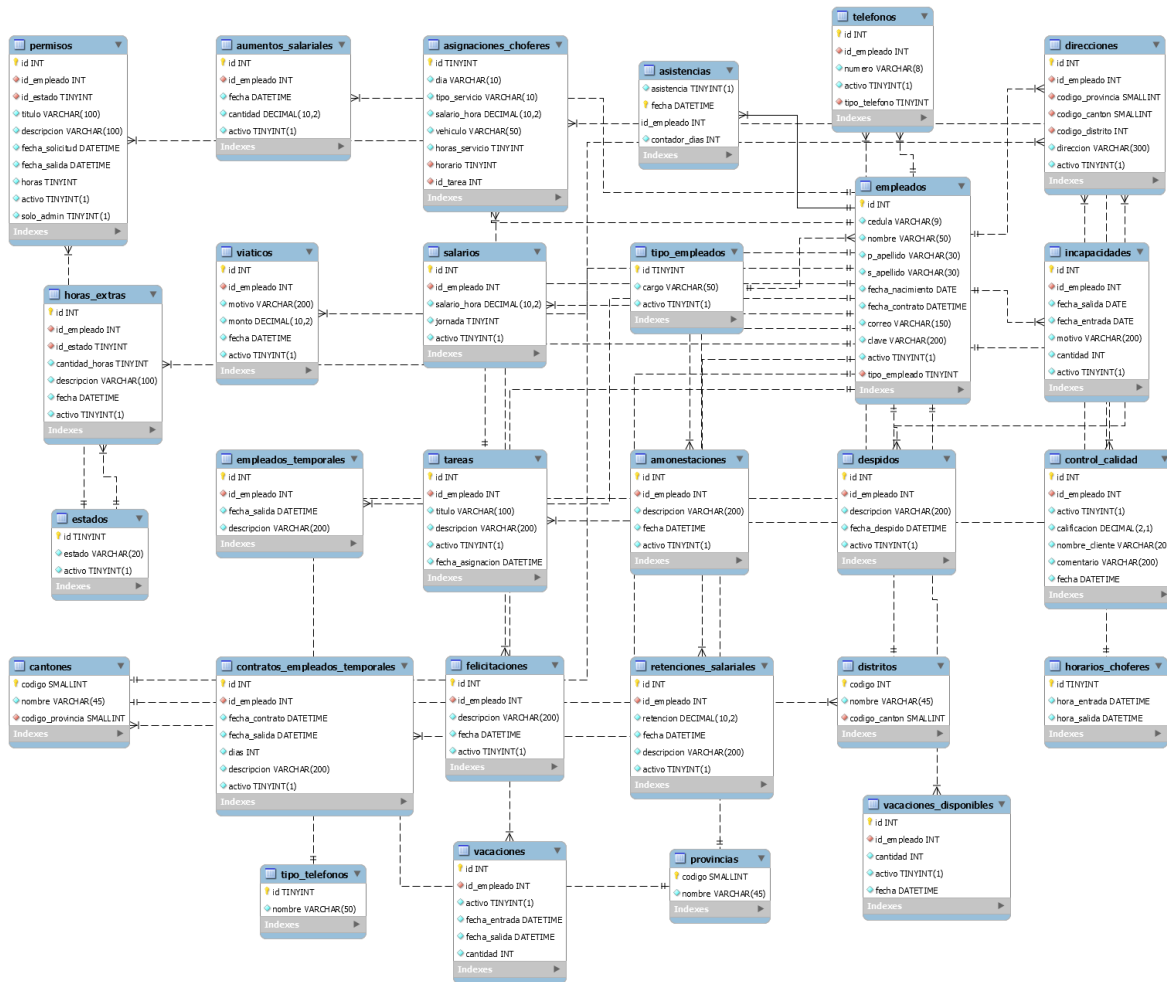 permisos
id INT
id_empleado INT
id_estado TINYINT
titulo VARCHAR(100)
descripcion VARCHAR(100)
fecha_solicitud DATETIME
fecha_salida DATETIME
horas TINYINT
activo TINYINT(1)
solo_admin TINYINT(1)
Indexes
aumentos_salariales
id INT
id_empleado INT
fecha DATETIME
cantidad DECIMAL(10,2)
activo TINYINT(1)
Indexes
asignaciones_choferes
id TINYINT
dia VARCHAR(10)
tipo_servicio VARCHAR(10)
salario_hora DECIMAL(10,2)
vehiculo VARCHAR(50)
horas_servicio TINYINT
horario TINYINT
id_tarea INT
Indexes
asistencias
asistencia TINYINT(1)
fecha DATETIME
id_empleado INT
contador_dias INT
Indexes
telefonos
id INT
id_empleado INT
numero VARCHAR(8)
activo TINYINT(1)
tipo_telefono TINYINT
Indexes
direcciones
id INT
id_empleado INT
codigo_provincia SMALLINT
codigo_canton SMALLINT
codigo_distrito INT
direccion VARCHAR(300)
activo TINYINT(1)
Indexes
empleados
id INT
cedula VARCHAR(9)
nombre VARCHAR(50)
p_apellido VARCHAR(30)
s_apellido VARCHAR(30)
fecha_nacimiento DATE
fecha_contrato DATETIME
correo VARCHAR(150)
clave VARCHAR(200)
activo TINYINT(1)
tipo_empleado TINYINT
Indexes
horas_extras
id INT
id_empleado INT
id_estado TINYINT
cantidad_horas TINYINT
descripcion VARCHAR(100)
fecha DATETIME
activo TINYINT(1)
Indexes
viaticos
id INT
id_empleado INT
motivo VARCHAR(200)
monto DECIMAL(10,2)
fecha DATETIME
activo TINYINT(1)
Indexes
salarios
id INT
id_empleado INT
salario_hora DECIMAL(10,2)
jornada TINYINT
activo TINYINT(1)
Indexes
tipo_empleados
id TINYINT
cargo VARCHAR(50)
activo TINYINT(1)
Indexes
incapacidades
id INT
id_empleado INT
fecha_salida DATE
fecha_entrada DATE
motivo VARCHAR(200)
cantidad INT
activo TINYINT(1)
Indexes
estados
id TINYINT
estado VARCHAR(20)
activo TINYINT(1)
Indexes
empleados_temporales
id INT
id_empleado INT
fecha_salida DATETIME
descripcion VARCHAR(200)
Indexes
tareas
id INT
id_empleado INT
titulo VARCHAR(100)
descripcion VARCHAR(200)
activo TINYINT(1)
fecha_asignacion DATETIME
Indexes
amonestaciones
id INT
id_empleado INT
descripcion VARCHAR(200)
fecha DATETIME
activo TINYINT(1)
Indexes
despidos
id INT
id_empleado INT
descripcion VARCHAR(200)
fecha_despido DATETIME
activo TINYINT(1)
Indexes
control_calidad
id INT
id_empleado INT
activo TINYINT(1)
calificacion DECIMAL(2,1)
nombre_cliente VARCHAR(20
comentario VARCHAR(200)
fecha DATETIME
Indexes
cantones
codigo SMALLINT
nombre VARCHAR(45)
codigo_provincia SMALLINT
Indexes
contratos_empleados_temporales
id INT
id_empleado INT
fecha_contrato DATETIME
fecha_salida DATETIME
dias INT
descripcion VARCHAR(200)
activo TINYINT(1)
Indexes
felicitaciones
id INT
id_empleado INT
descripcion VARCHAR(200)
fecha DATETIME
activo TINYINT(1)
Indexes
retenciones_salariales
id INT
id_empleado INT
retencion DECIMAL(10,2)
fecha DATETIME
descripcion VARCHAR(200)
activo TINYINT(1)
Indexes
distritos
codigo INT
nombre VARCHAR(45)
codigo_canton SMALLINT
Indexes
horarios_choferes
id TINYINT
hora_entrada DATETIME
hora_salida DATETIME
Indexes
tipo_telefonos
id TINYINT
nombre VARCHAR(50)
Indexes
vacaciones
id INT
id_empleado INT
activo TINYINT(1)
fecha_entrada DATETIME
fecha_salida DATETIME
cantidad INT
Indexes
provincias
codigo SMALLINT
nombre VARCHAR(45)
Indexes
vacaciones_disponibles
id INT
id_empleado INT
cantidad INT
activo TINYINT(1)
fecha DATETIME
Indexes